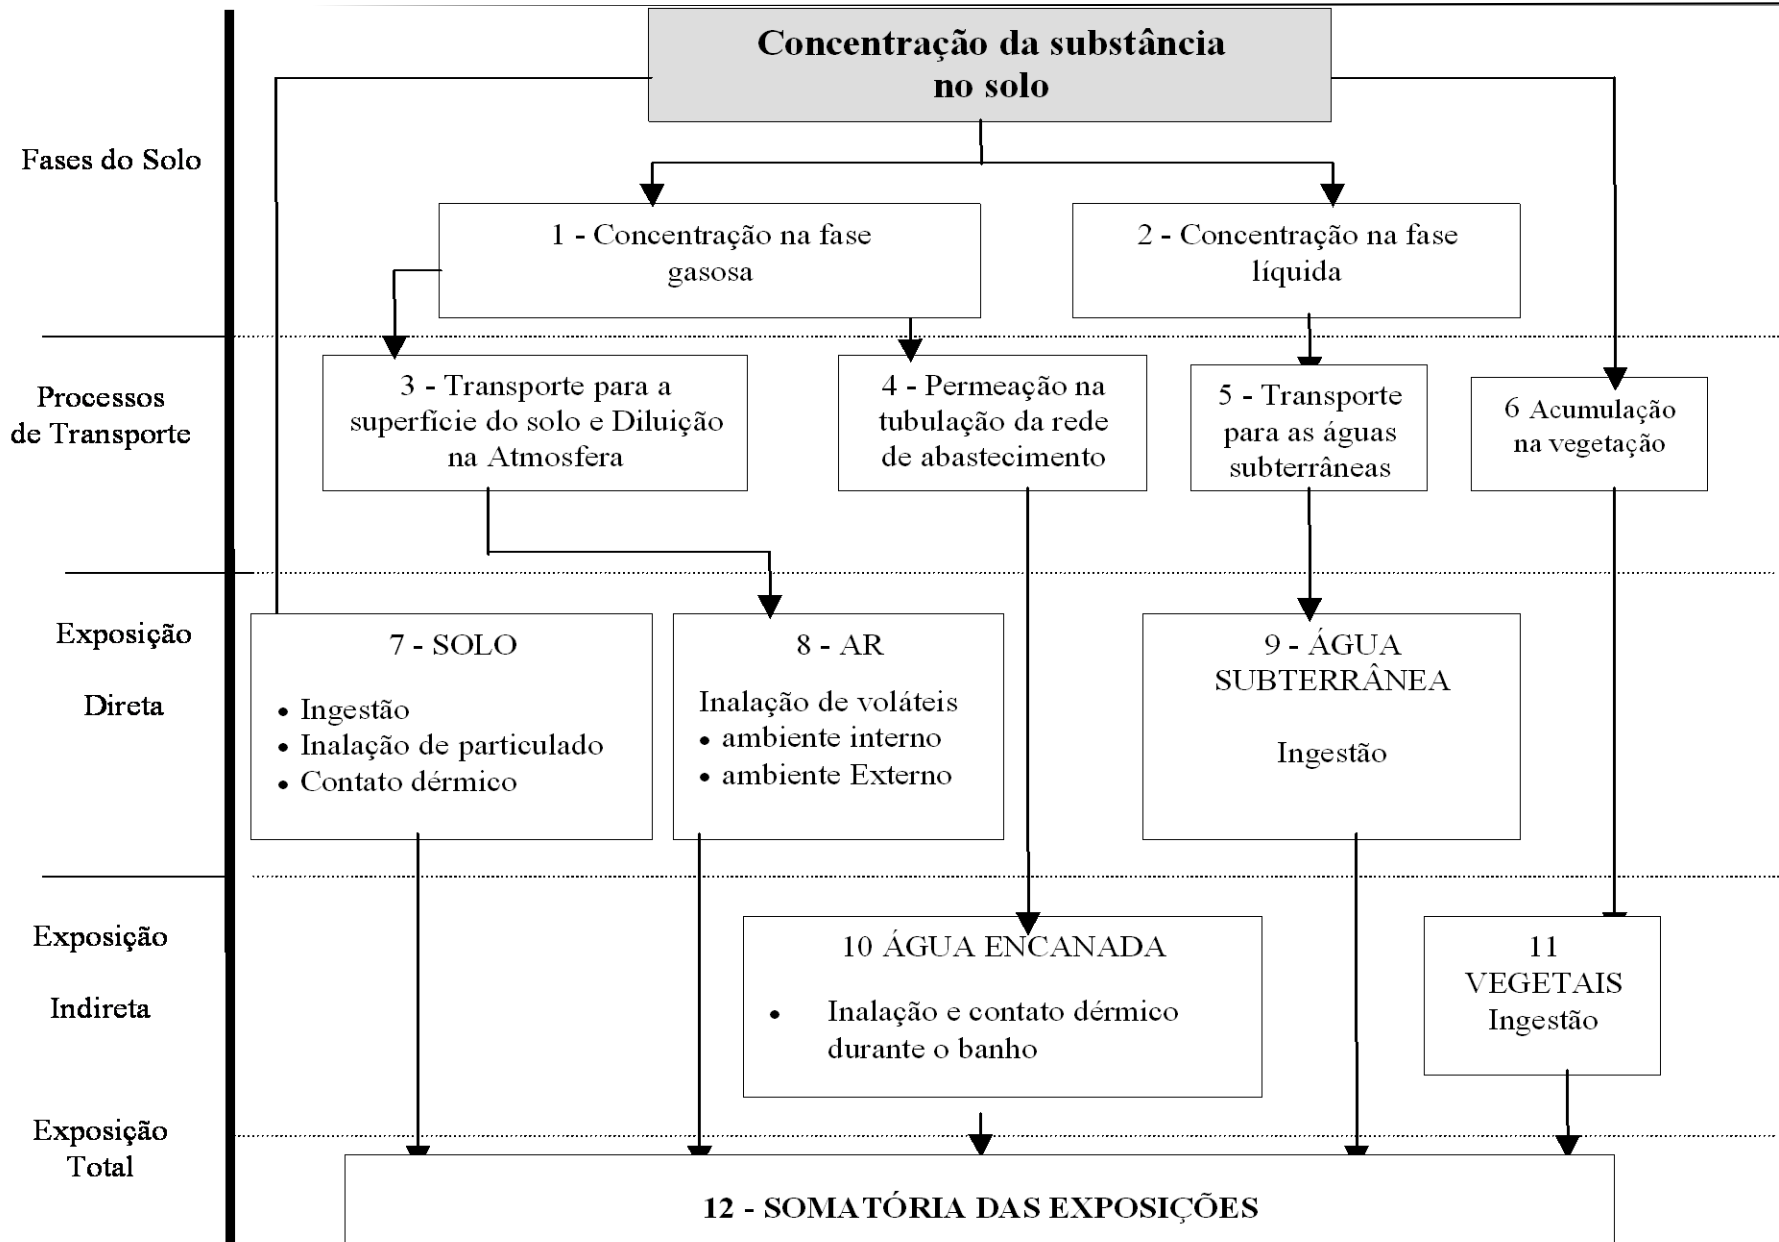 Concentração da substância
no solo
Fases do Solo
1 - Concentração na fase
gasosa
2 - Concentração na fase
líquida
Processos
de Transporte
3 - Transporte para a
superfície do solo e Diluição
na Atmosfera
4 - Permeação na
tubulação da rede
de abastecimento
5 - Transporte
para as águas
subterrâneas
6 Acumulação
na vegetação
Exposição
Direta
7 - SOLO
• Ingestão
• Inalação de particulado
• Contato dérmico
8 - AR
Inalação de voláteis
• ambiente interno
• ambiente Externo
9 - ÁGUA
SUBTERRÂNEA
Ingestão
Exposição
Indireta
10 ÁGUA ENCANADA
• Inalação e contato dérmico
durante o banho
11
VEGETAIS
Ingestão
Exposição
Total
12 - SOMATÓRIA DAS EXPOSIÇÕES